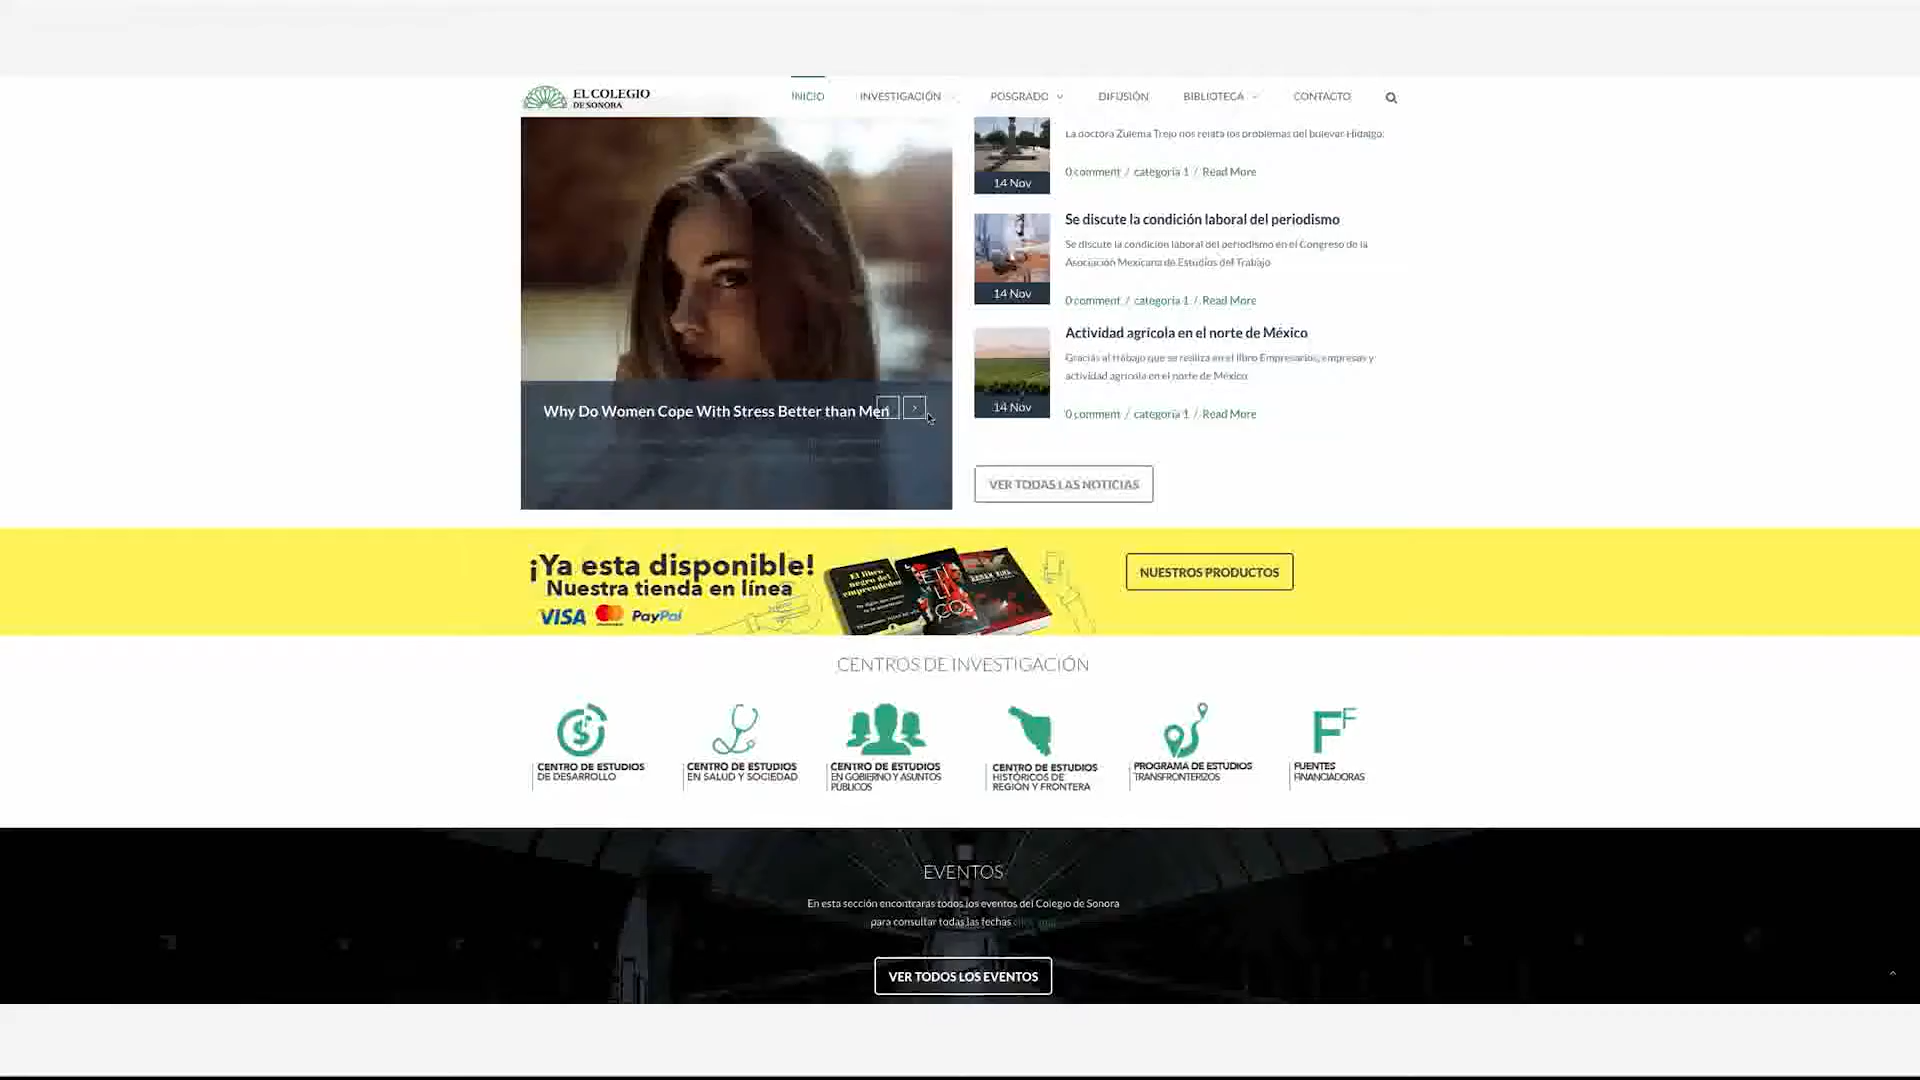 EL COLEGIO
DE SONORA
INICIO
INVESTIGACIÓN
POSGRADO
DIFUSIÓN
BIBLIOTECA
CONTACTO
Why Do Women Cope With Stress Better than Men
La doctora Zulema Trejo nos relata los problemas del bulevar Hidalgo.
14 Nov
0 comment / categoria 1 / Read More
Se discute la condición laboral del periodismo
Se discute la condición laboral del periodismo en el Congreso de la
Asociación Mexicana de Estudios del Trabajo
14 Nov
0 comment / categoria 1 / Read More
Actividad agrícola en el norte de México
Gracias al trabajo que se realiza en el libro Empresarios, empresas y
actividad agrícola en el norte de México
14 Nov
0 comment / categoria 1 / Read More
VER TODAS LAS NOTICIAS
¡Ya esta disponible!
Nuestra tienda en línea
VISA PayPal
El libro
negro del
emprendedor
ETI
LI
CO
NUESTROS PRODUCTOS
CENTROS DE INVESTIGACIÓN
CENTRO DE ESTUDIOS
DE DESARROLLO
CENTRO DE ESTUDIOS
EN SALUD Y SOCIEDAD
CENTRO DE ESTUDIOS
EN GOBIERNO Y ASUNTOS
PÚBLICOS
CENTRO DE ESTUDIOS
HISTÓRICOS DE
REGIÓN Y FRONTERA
PROGRAMA DE ESTUDIOS
TRANSFRONTERIZOS
FF
FUENTES
FINANCIADORAS
EVENTOS
En esta sección encontraras todos los eventos del Colegio de Sonora
para consultar todas las fechas
VER TODOS LOS EVENTOS